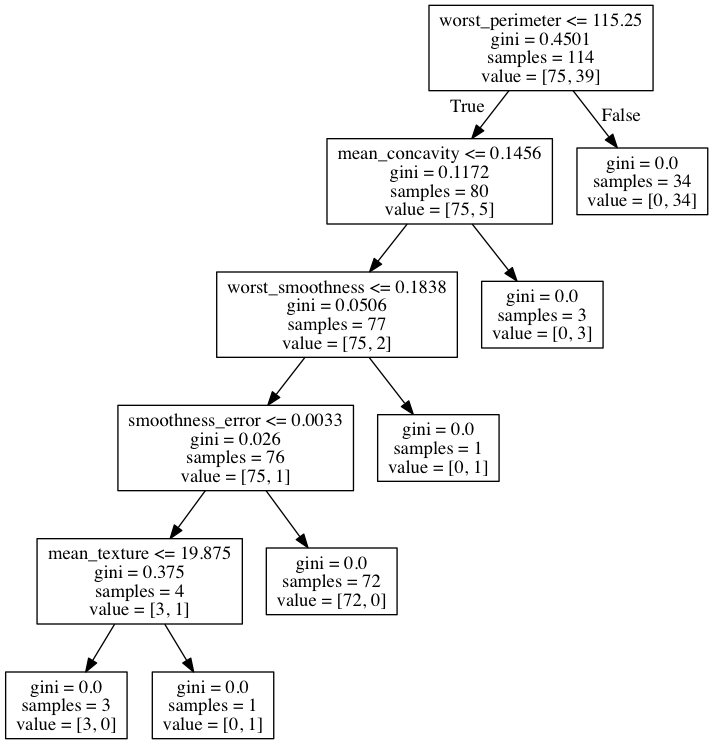 worst_perimeter <= 115.25
gini = 0.4501
samples = 114
value = [75, 39]
True
False
mean_concavity <= 0.1456
gini = 0.1172
samples = 80
value = [75, 5]
gini = 0.0
samples = 34
value = [0, 34]
worst_smoothness <= 0.1838
gini = 0.0506
samples = 77
value = [75, 2]
gini = 0.0
samples = 3
value = [0, 3]
smoothness_error <= 0.0033
gini = 0.026
samples = 76
value = [75, 1]
gini = 0.0
samples = 1
value = [0, 1]
mean_texture <= 19.875
gini = 0.375
samples = 4
value = [3, 1]
gini = 0.0
samples = 72
value = [72, 0]
gini = 0.0
samples = 3
value = [3, 0]
gini = 0.0
samples = 1
value = [0, 1]